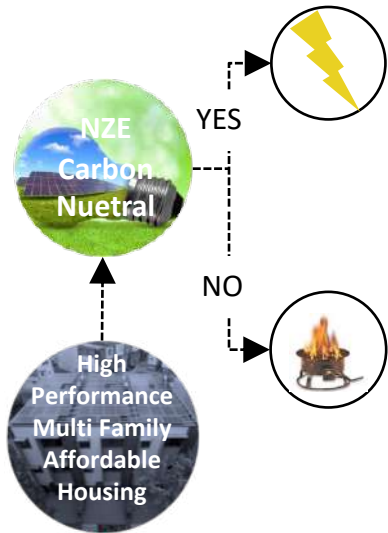 NZE
Carbon
Nuetral
YES
NO
High
Performance
Multi Family
Affordable
Housing